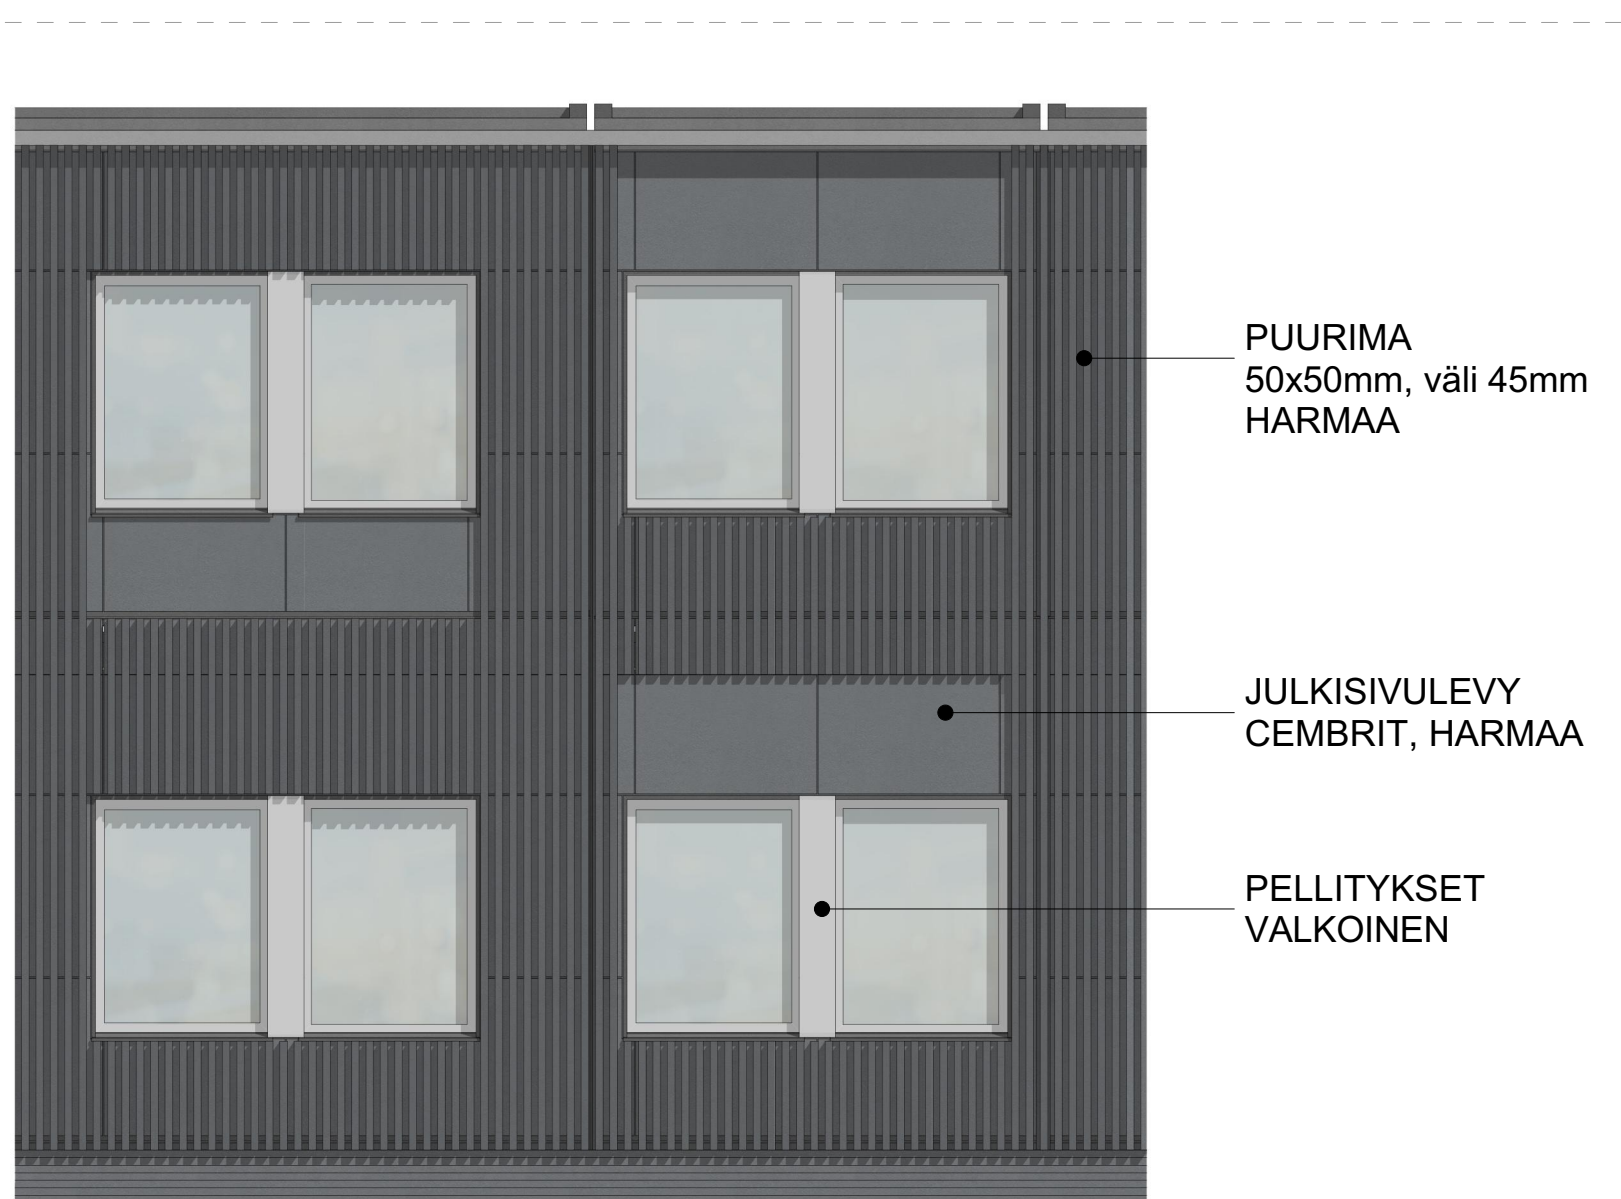 PUURIMA
50x50mm, väli 45mm
HARMAA
JULKISIVULEVY
CEMBRIT, HARMAA
PELLITYKSET
VALKOINEN